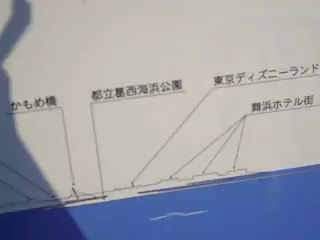 かもめ橋
都立葛西海浜公園
東京ディズニーランド
舞浜ホテル街